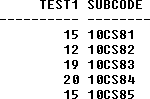 TEST1 SUBCODE
---------- --------
15 10CS81
12 10CS82
19 10CS83
20 10CS84
15 10CS85